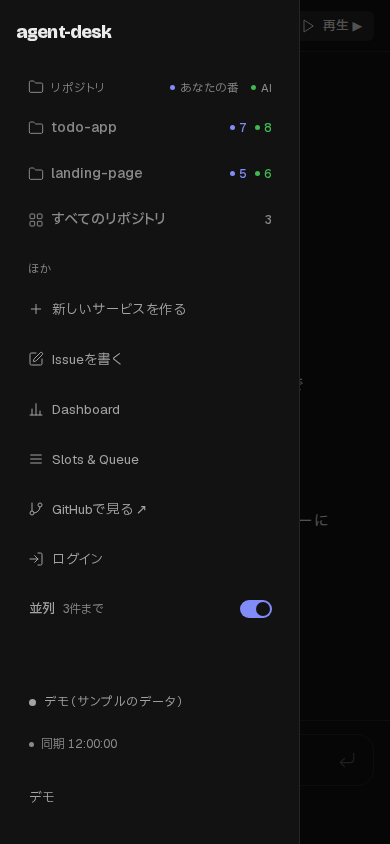 agent-desk
再生 ▶
リポジトリ あなたの番 AI
todo-app 7 8
landing-page 5 6
すべてのリポジトリ 3
ほか
新しいサービスを作る
Issueを書く
Dashboard
Slots & Queue
GitHubで見る ↗
ーに
ログイン
並列 3件まで
デモ（サンプルのデータ）
同期 12:00:00
デモ